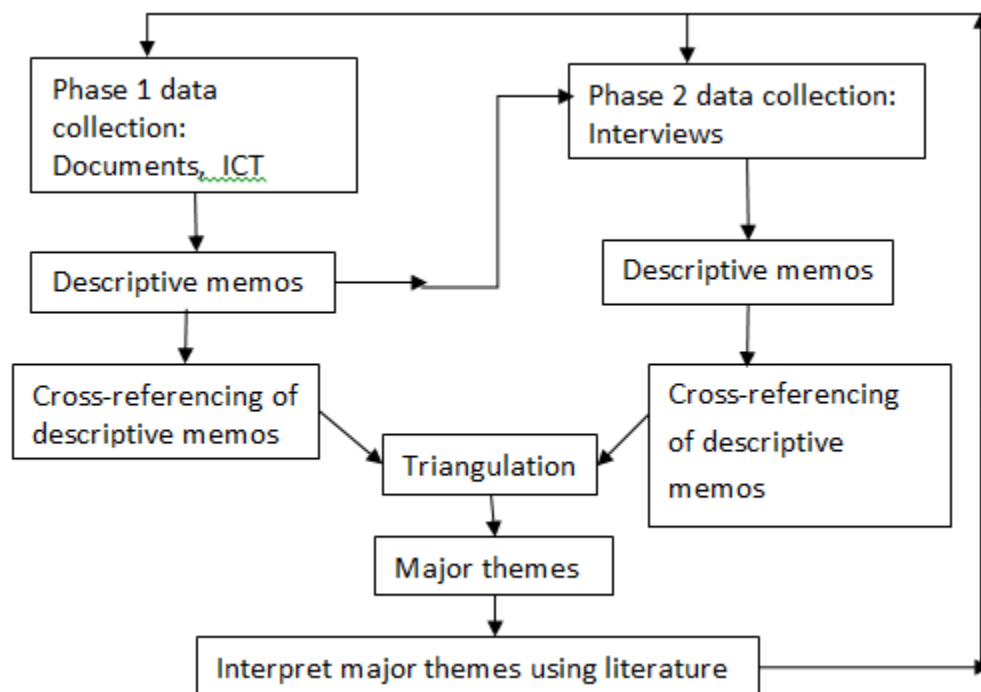 Phase 1 data
collection:
Documents, ICT
Phase 2 data collection:
Interviews
Descriptive memos
Descriptive memos
Cross-referencing of
descriptive memos
Cross-referencing
of descriptive
memos
Triangulation
Major themes
Interpret major themes using literature